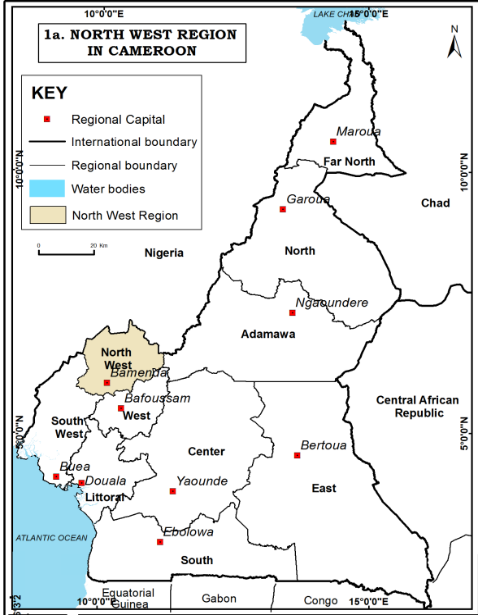 10°0'0"E
15°0'0"E
LAKE CHAD
1a. NORTH WEST REGION
IN CAMEROON
N
KEY
Regional Capital
International boundary
Regional boundary
Water bodies
North West Region
0 20 Km
10°0'0"N
10°0'0"N
Maroua
Far North
Chad
Garoua
Nigeria
North
Ngaoundere
Adamawa
North
West
Bamenda
Bafoussam
West
Central African
Republic
South
West
5°0'0"N
5°0'0"N
Center
Bertoua
Buea
Douala
Littoral
Yaounde
East
ATLANTIC OCEAN
Ebolowa
South
Equatorial
Guinea
Gabon
Congo
10°0'0"E
15°0'0"E